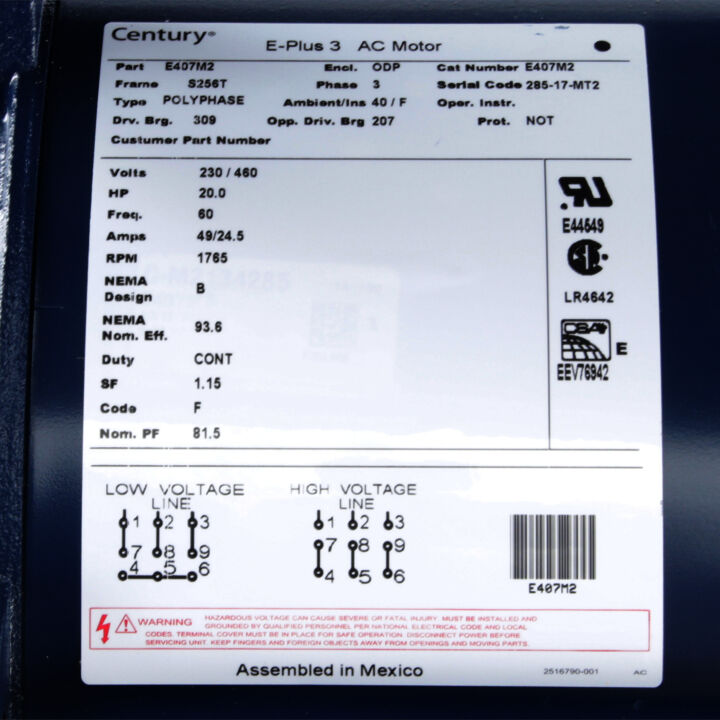 Century®
E-Plus 3 AC Motor
Part E407M2 Encl. ODP Cat Number E407M2
Frame S256T Phase 3 Serial Code 285-17-MT2
Type POLYPHASE Ambient/Ins 40 / F Oper. Instr.
Drv. Brg. 309 Opp. Driv. Brg 207 Prot. NOT
Custumer Part Number
Volts 230 / 460
HP 20.0
Freq. 60
Amps 49/24.5
RPM 1765
NEMA
Design B
NEMA
Nom. Eff. 93.6
Duty CONT
SF 1.15
Code F
Nom. PF 81.5
RU
E44549
LR4642
CSA
E
EEV76942
LOW VOLTAGE
LINE
1 2 3
7 8 9
4 5 6
HIGH VOLTAGE
LINE
1 2 3
7 8 9
4 5 6
E407M2
WARNING HAZARDOUS VOLTAGE CAN CAUSE SEVERE OR FATAL INJURY. MUST BE INSTALLED AND
GROUNDED BY QUALIFIED PERSONNEL PER NATIONAL ELECTRICAL CODE AND LOCAL
CODES. TERMINAL COVER MUST BE IN PLACE FOR SAFE OPERATION. DISCONNECT POWER BEFORE
SERVICING UNIT. KEEP FINGERS AND FOREIGN OBJECTS AWAY FROM OPENINGS AND MOVING PARTS.
Assembled in Mexico 2516790-001 AC